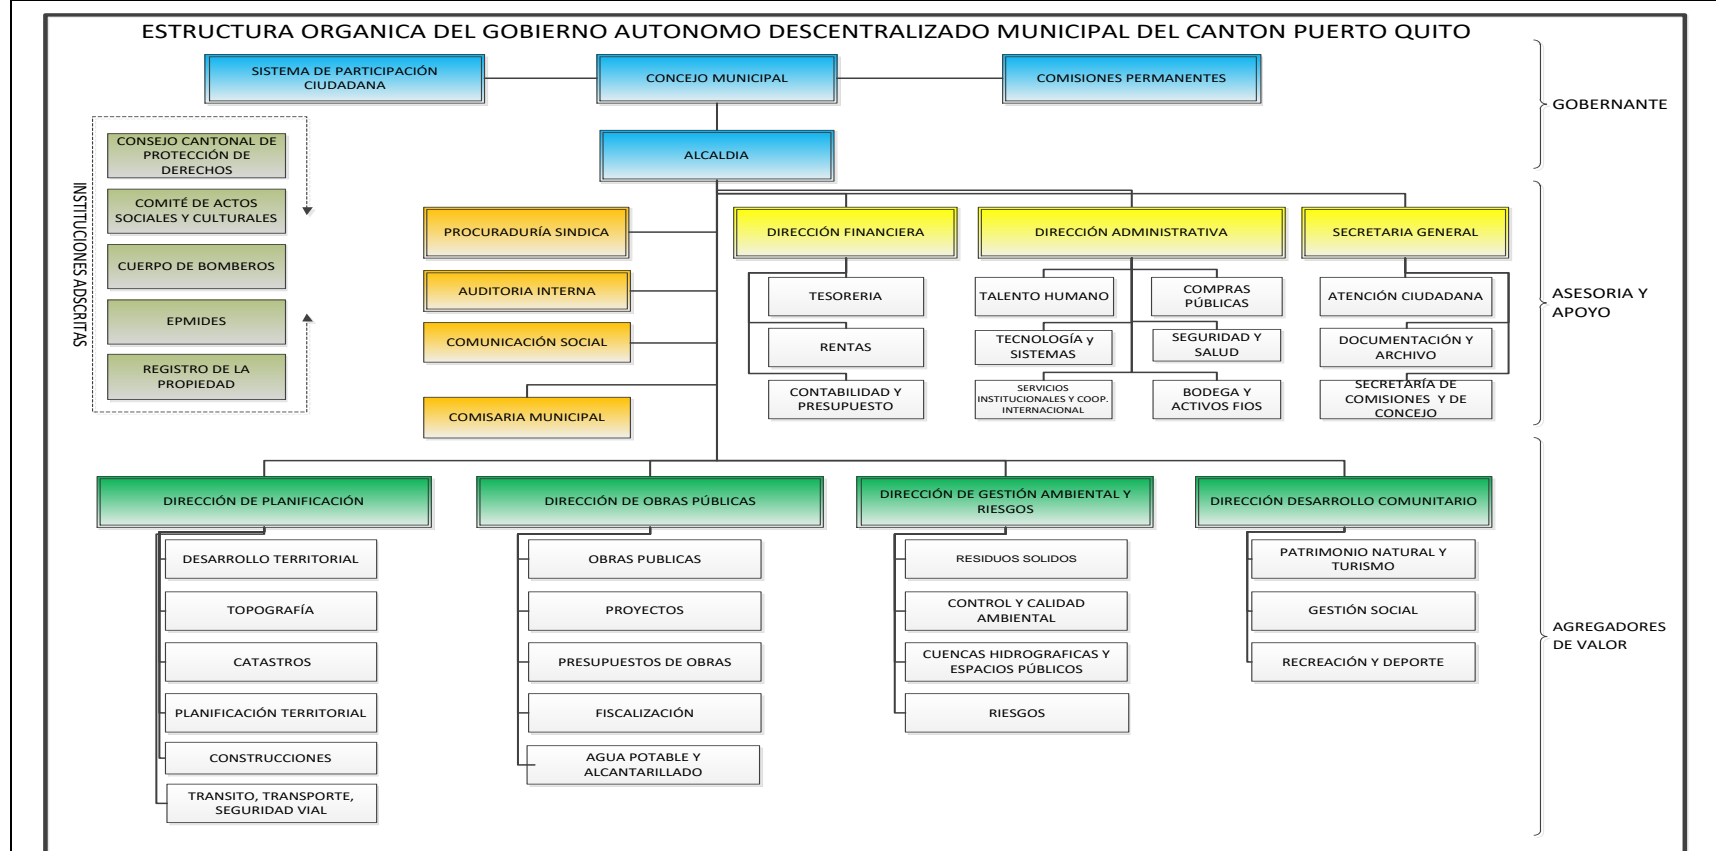 ESTRUCTURA ORGANICA DEL GOBIERNO AUTONOMO DESCENTRALIZADO MUNICIPAL DEL CANTON PUERTO QUITO
SISTEMA DE PARTICIPACIÓN
CIUDADANA
CONCEJO MUNICIPAL
COMISIONES PERMANENTES
GOBERNANTE
ALCALDIA
INSTITUCIONES ADSCRITAS
CONSEJO CANTONAL DE
PROTECCIÓN DE
DERECHOS
COMITÉ DE ACTOS
SOCIALES Y CULTURALES
CUERPO DE BOMBEROS
EPMIDES
REGISTRO DE LA
PROPIEDAD
PROCURADURÍA SINDICA
AUDITORIA INTERNA
COMUNICACIÓN SOCIAL
COMISARIA MUNICIPAL
DIRECCIÓN FINANCIERA
TESORERIA
RENTAS
CONTABILIDAD Y
PRESUPUESTO
DIRECCIÓN ADMINISTRATIVA
TALENTO HUMANO
COMPRAS
PÚBLICAS
TECNOLOGÍA y
SISTEMAS
SEGURIDAD Y
SALUD
SERVICIOS
INSTITUCIONALES Y COOP.
INTERNACIONAL
BODEGA Y
ACTIVOS FIOS
SECRETARIA GENERAL
ATENCIÓN CIUDADANA
DOCUMENTACIÓN Y
ARCHIVO
SECRETARÍA DE
COMISIONES Y DE
CONCEJO
ASESORIA Y
APOYO
DIRECCIÓN DE PLANIFICACIÓN
DESARROLLO TERRITORIAL
TOPOGRAFÍA
CATASTROS
PLANIFICACIÓN TERRITORIAL
CONSTRUCCIONES
TRANSITO, TRANSPORTE,
SEGURIDAD VIAL
DIRECCIÓN DE OBRAS PÚBLICAS
OBRAS PUBLICAS
PROYECTOS
PRESUPUESTOS DE OBRAS
FISCALIZACIÓN
AGUA POTABLE Y
ALCANTARILLADO
DIRECCIÓN DE GESTIÓN AMBIENTAL Y
RIESGOS
RESIDUOS SOLIDOS
CONTROL Y CALIDAD
AMBIENTAL
CUENCAS HIDROGRAFICAS Y
ESPACIOS PÚBLICOS
RIESGOS
DIRECCIÓN DESARROLLO COMUNITARIO
PATRIMONIO NATURAL Y
TURISMO
GESTIÓN SOCIAL
RECREACIÓN Y DEPORTE
AGREGADORES
DE VALOR